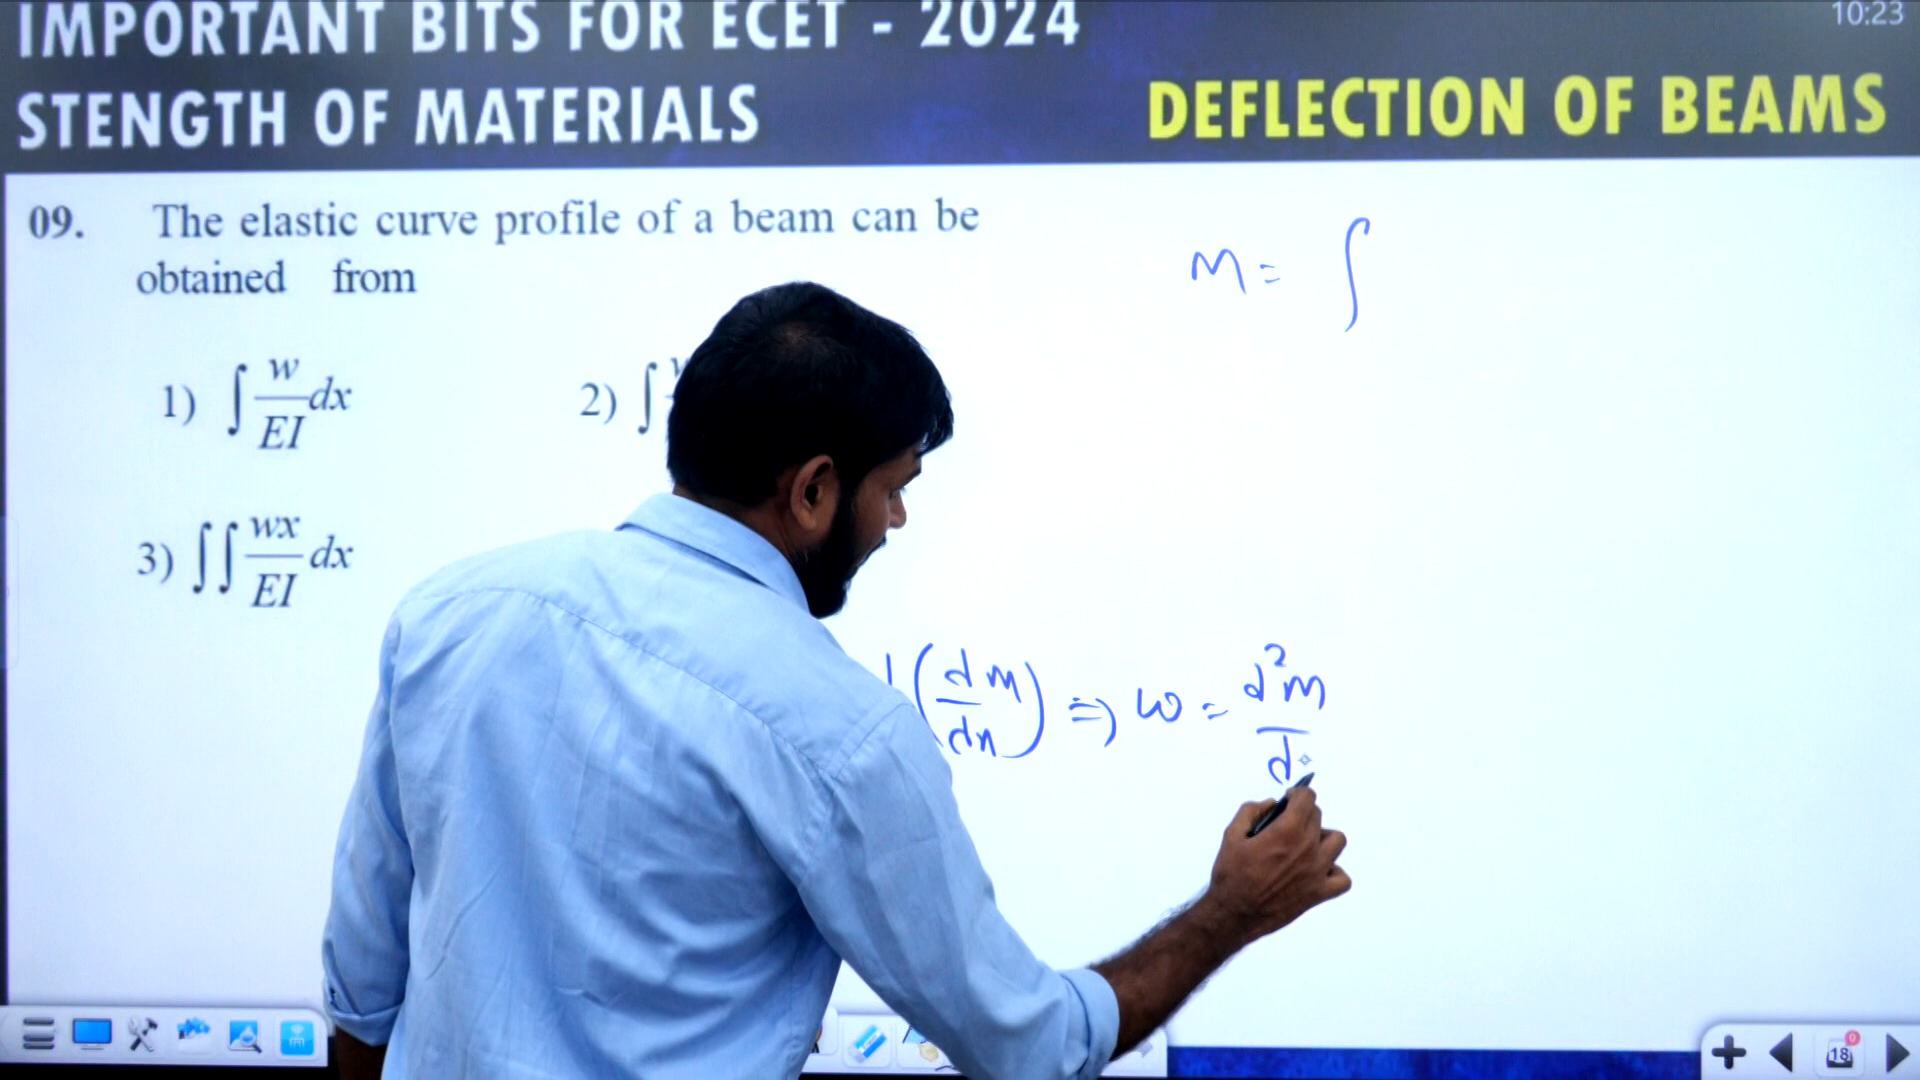 IMPORTANT BITS FOR ECET - 2024
10:23
STENGTH OF MATERIALS
DEFLECTION OF BEAMS
09. The elastic curve profile of a beam can be
obtained from
M = ∫
1) ∫ w/EI dx
2) ∫
3) ∫∫ wx/EI dx
(dm/dx) => w = d²m/d
18
0